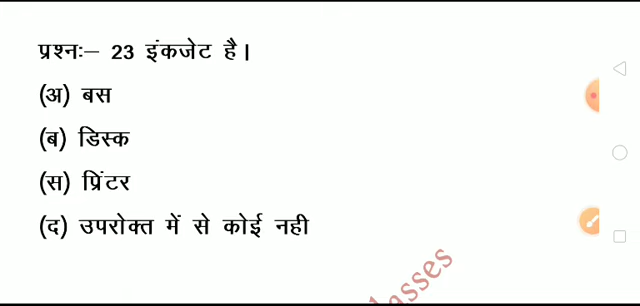 प्रश्नः– 23 इंकजेट है।
(अ) बस
(ब) डिस्क
(स) प्रिंटर
(द) उपरोक्त में से कोई नही